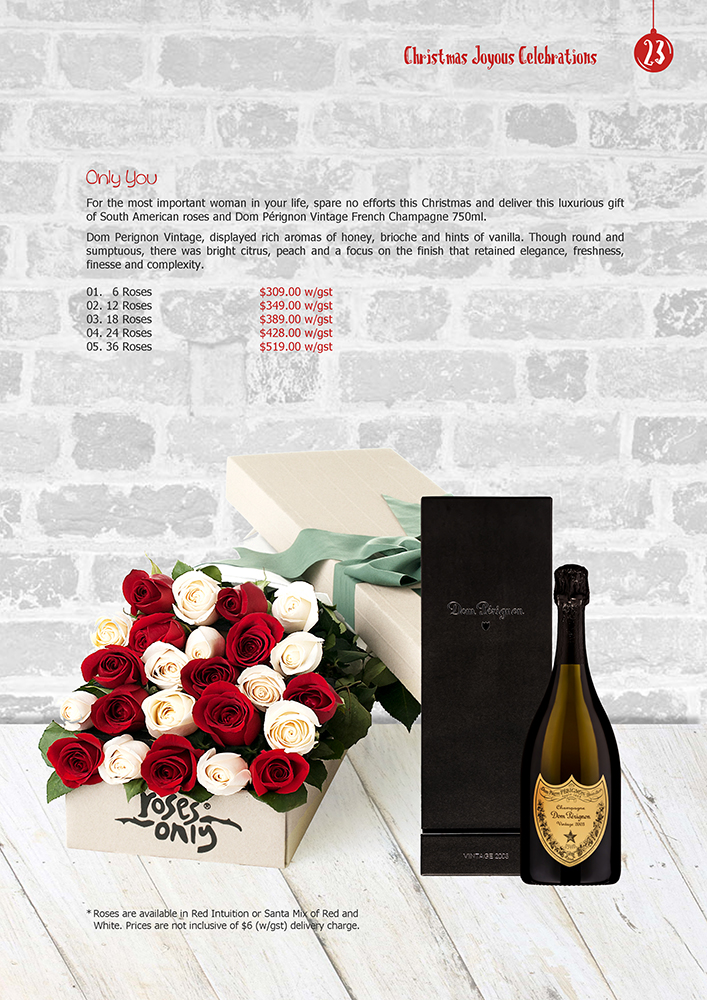 Christmas Joyous Celebrations
23
Only You
For the most important woman in your life, spare no efforts this Christmas and deliver this luxurious gift
of South American roses and Dom Pérignon Vintage French Champagne 750ml.
Dom Perignon Vintage, displayed rich aromas of honey, brioche and hints of vanilla. Though round and
sumptuous, there was bright citrus, peach and a focus on the finish that retained elegance, freshness,
finesse and complexity.
01. 6 Roses $309.00 w/gst
02. 12 Roses $349.00 w/gst
03. 18 Roses $389.00 w/gst
04. 24 Roses $428.00 w/gst
05. 36 Roses $519.00 w/gst
Dom Pérignon
roses®
only
Champagne
Dom Pérignon
Vintage 2003
VINTAGE 2003
* Roses are available in Red Intuition or Santa Mix of Red and
White. Prices are not inclusive of $6 (w/gst) delivery charge.